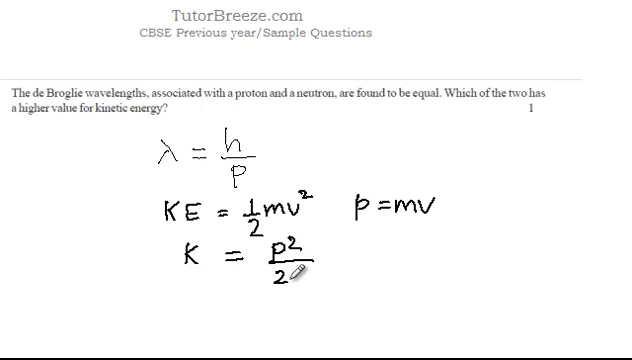 TutorBreeze.com
CBSE Previous year/Sample Questions
The de Broglie wavelengths, associated with a proton and a neutron, are found to be equal. Which of the two has
a higher value for kinetic energy? 1
λ = h/p
KE = 1/2 mv² p = mv
K = p²/2